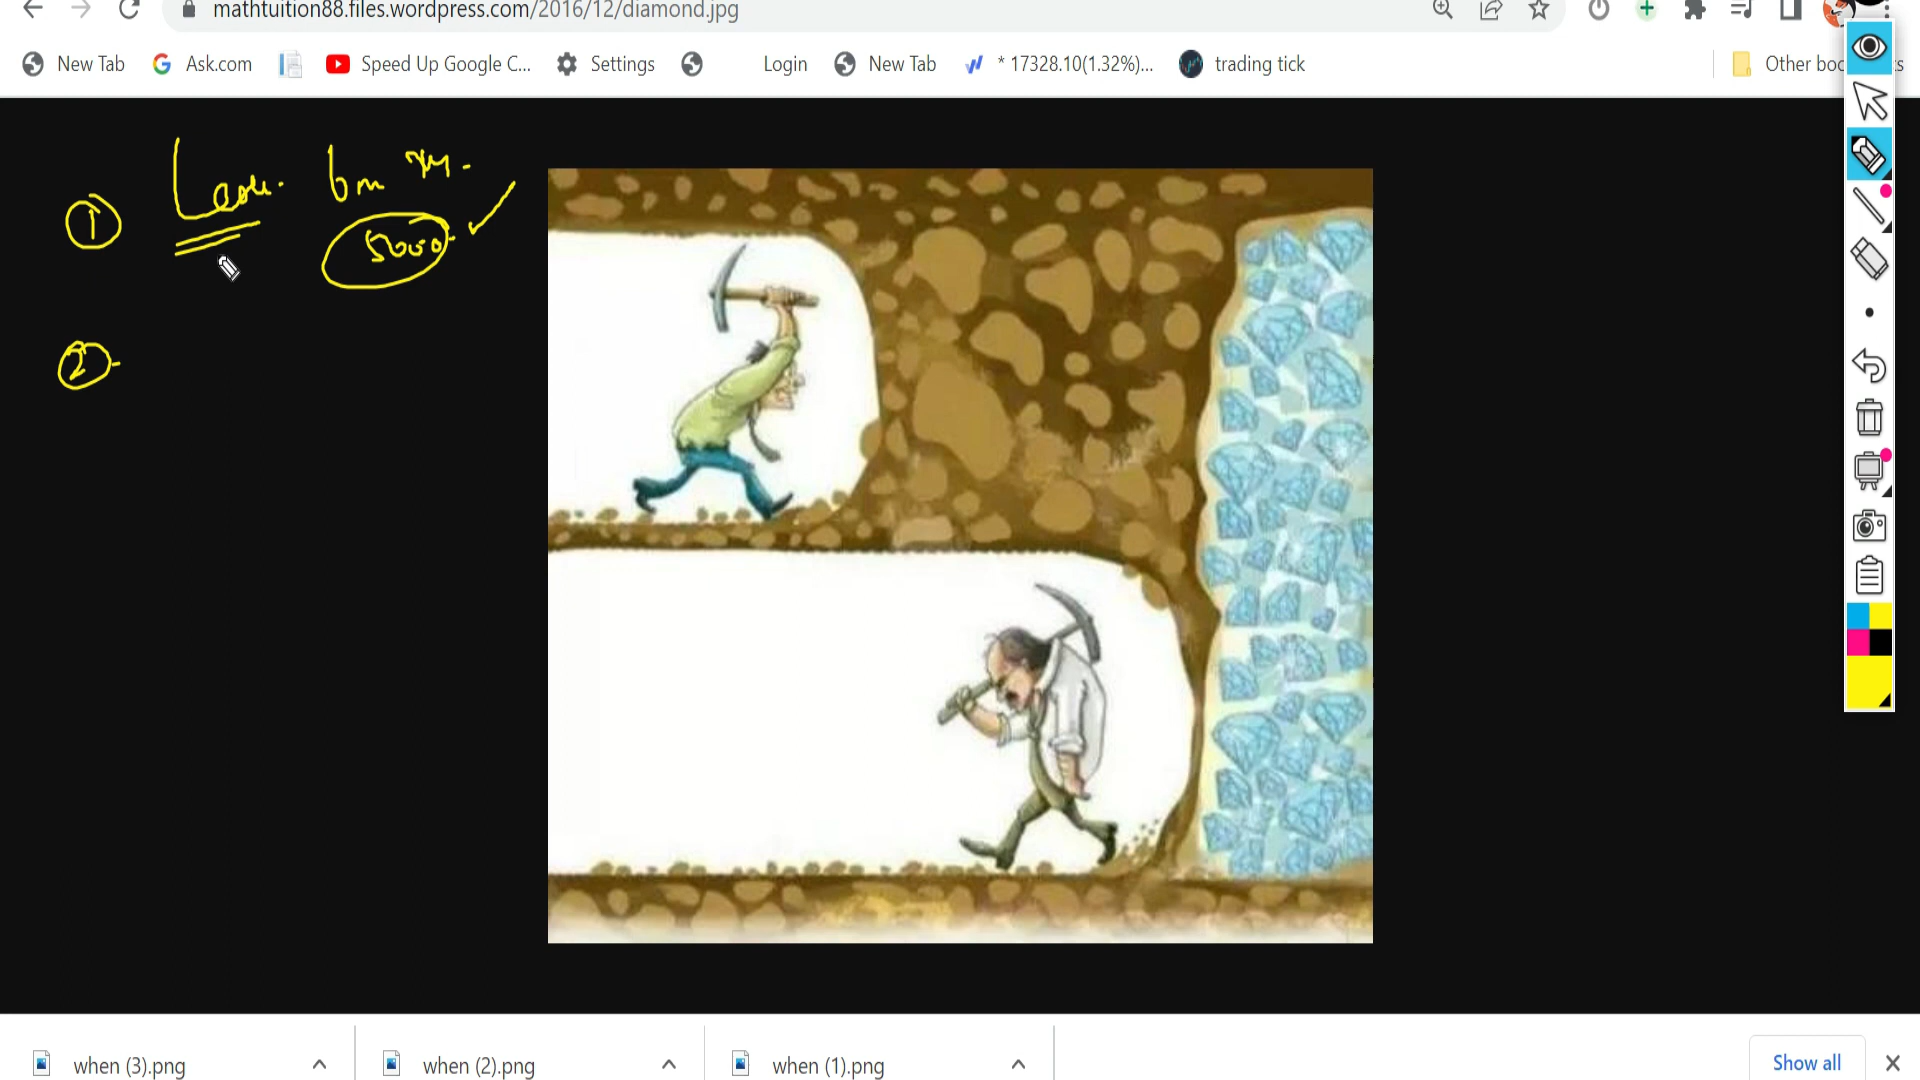 mathtuition88.files.wordpress.com/2016/12/diamond.jpg
New Tab Ask.com Speed Up Google C... Settings Login New Tab * 17328.10(1.32%)... trading tick Other boo
1 6m
5000
2
when (3).png when (2).png when (1).png Show all